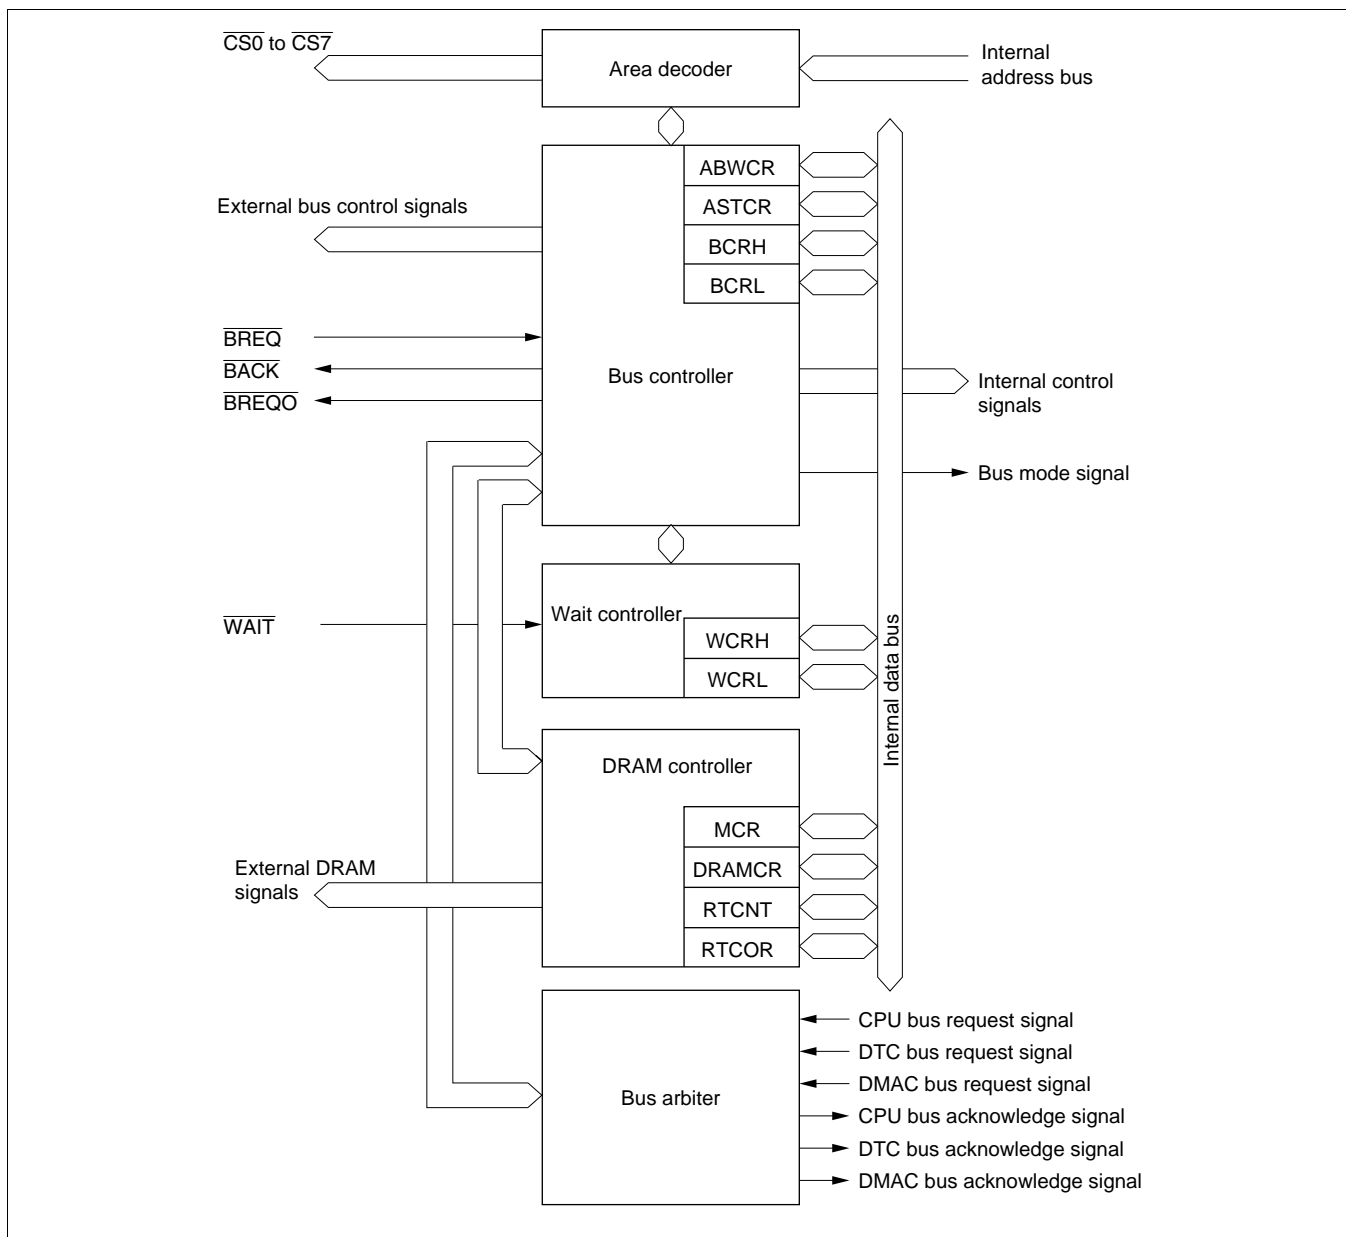 CS0 to CS7
Area decoder
Internal
address bus
ABWCR
ASTCR
External bus control signals
BCRH
BCRL
BREQ
BACK
Bus controller
Internal control
signals
BREQO
Bus mode signal
Wait controller
WAIT
WCRH
WCRL
Internal data bus
DRAM controller
MCR
External DRAM
signals
DRAMCR
RTCNT
RTCOR
CPU bus request signal
DTC bus request signal
DMAC bus request signal
Bus arbiter
CPU bus acknowledge signal
DTC bus acknowledge signal
DMAC bus acknowledge signal